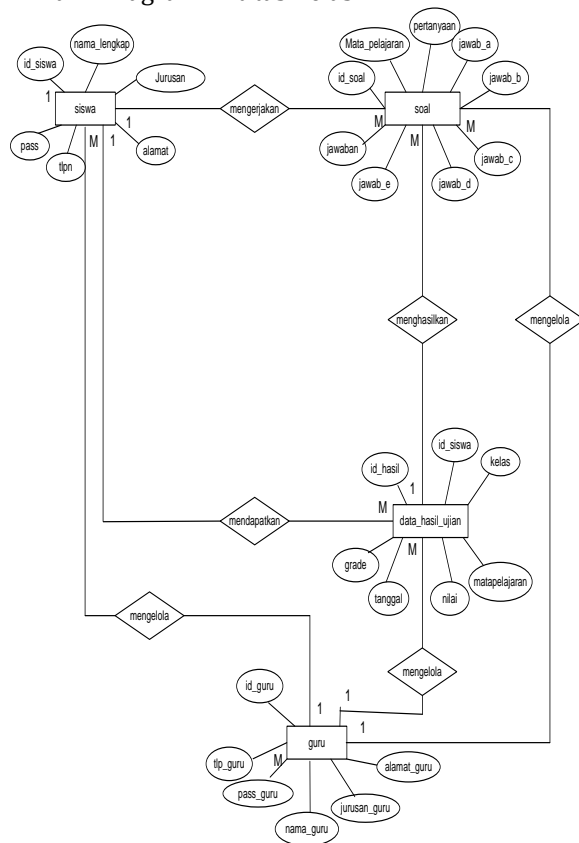 pertanyaan
nama_lengkap
Mata_pelajaran
jawab_a
id_siswa
Jurusan
id_soal
jawab_b
1
siswa
mengerjakan
soal
M
1
1
M
M
M
pass
alamat
jawaban
jawab_c
tlpn
jawab_e
jawab_d
menghasilkan
mengelola
id_siswa
id_hasil
kelas
1
M
mendapatkan
data_hasil_ujian
M
grade
matapelajaran
tanggal
nilai
mengelola
mengelola
id_guru
1
1
1
guru
tlp_guru
M
alamat_guru
pass_guru
jurusan_guru
nama_guru